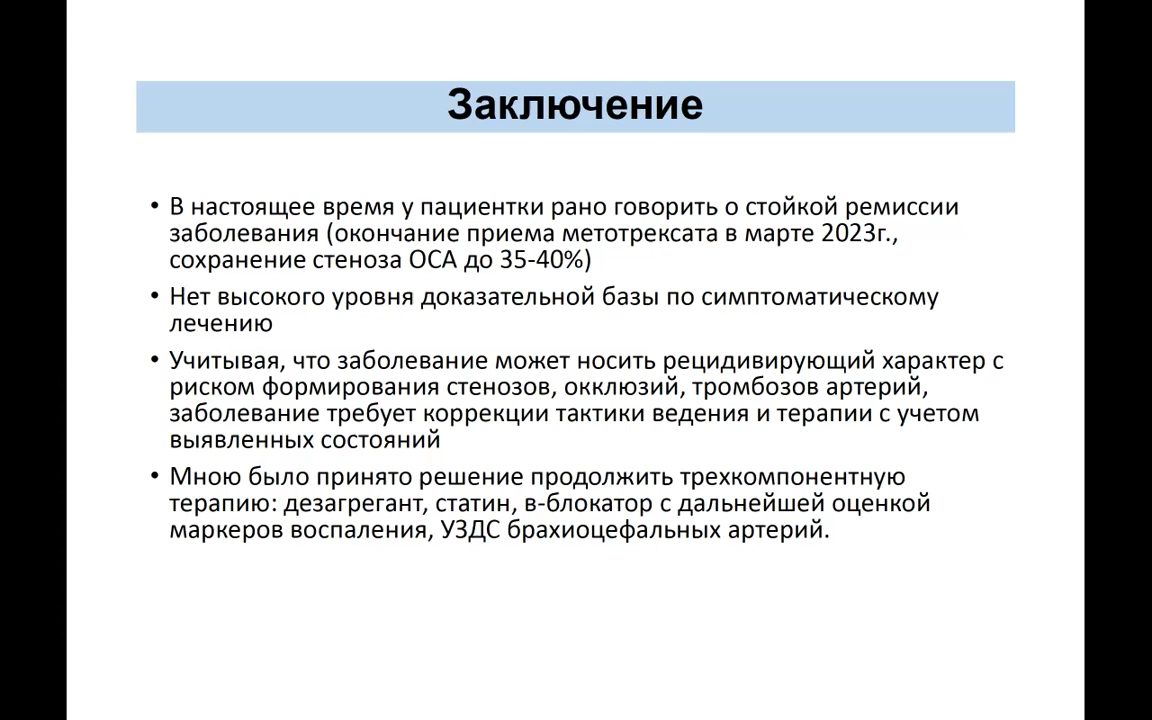 Заключение
• В настоящее время у пациентки рано говорить о стойкой ремиссии
заболевания (окончание приема метотрексата в марте 2023г.,
сохранение стеноза ОСА до 35-40%)
• Нет высокого уровня доказательной базы по симптоматическому
лечению
• Учитывая, что заболевание может носить рецидивирующий характер с
риском формирования стенозов, окклюзий, тромбозов артерий,
заболевание требует коррекции тактики ведения и терапии с учетом
выявленных состояний
• Мною было принято решение продолжить трехкомпонентную
терапию: дезагрегант, статин, в-блокатор с дальнейшей оценкой
маркеров воспаления, УЗДС брахиоцефальных артерий.